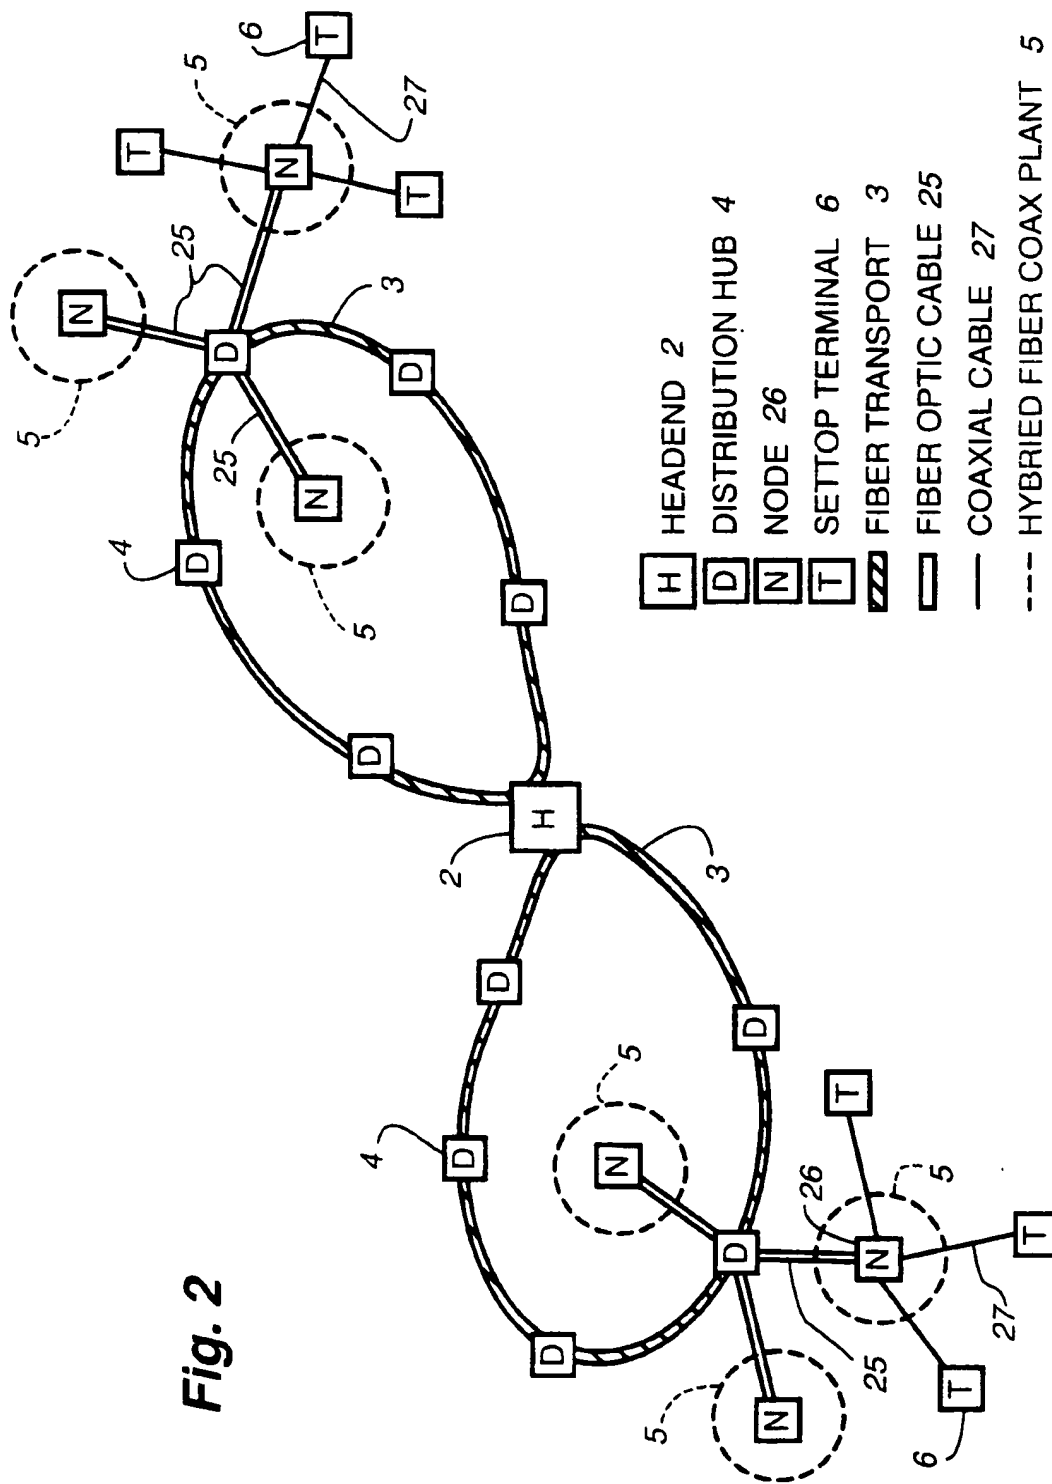 5
N
4
T
25
5
D
Fig. 2
25
D
6
N
N
T
5
D
4
3
D
27
T
2
D
D
D
H
D
N
5
5
3
D
D
N
26
T
25
N
6
5
T
27
T
H HEADEND 2
D DISTRIBUTION HUB 4
N NODE 26
T SETTOP TERMINAL 6
FIBER TRANSPORT 3
FIBER OPTIC CABLE 25
COAXIAL CABLE 27
HYBRIED FIBER COAX PLANT 5